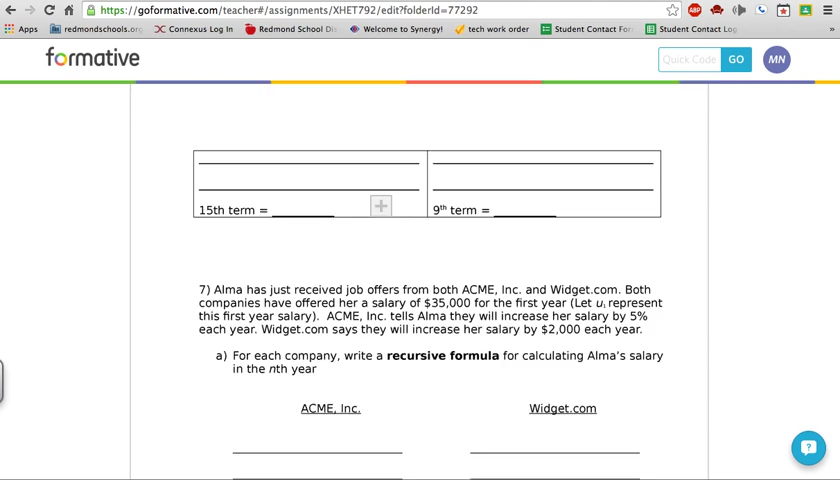 https://goformative.com/teacher#/assignments/XHET792/edit?folderId=77292
Apps redmondschools.org Connexus Log In Redmond School Dis Welcome to Synergy! tech work order Student Contact For Student Contact Log »
formative
Quick Code GO MN
15th term = ________ 9th term = ________
7) Alma has just received job offers from both ACME, Inc. and Widget.com. Both
companies have offered her a salary of $35,000 for the first year (Let u₁ represent
this first year salary). ACME, Inc. tells Alma they will increase her salary by 5%
each year. Widget.com says they will increase her salary by $2,000 each year.
a) For each company, write a recursive formula for calculating Alma's salary
in the nth year
ACME, Inc. Widget.com